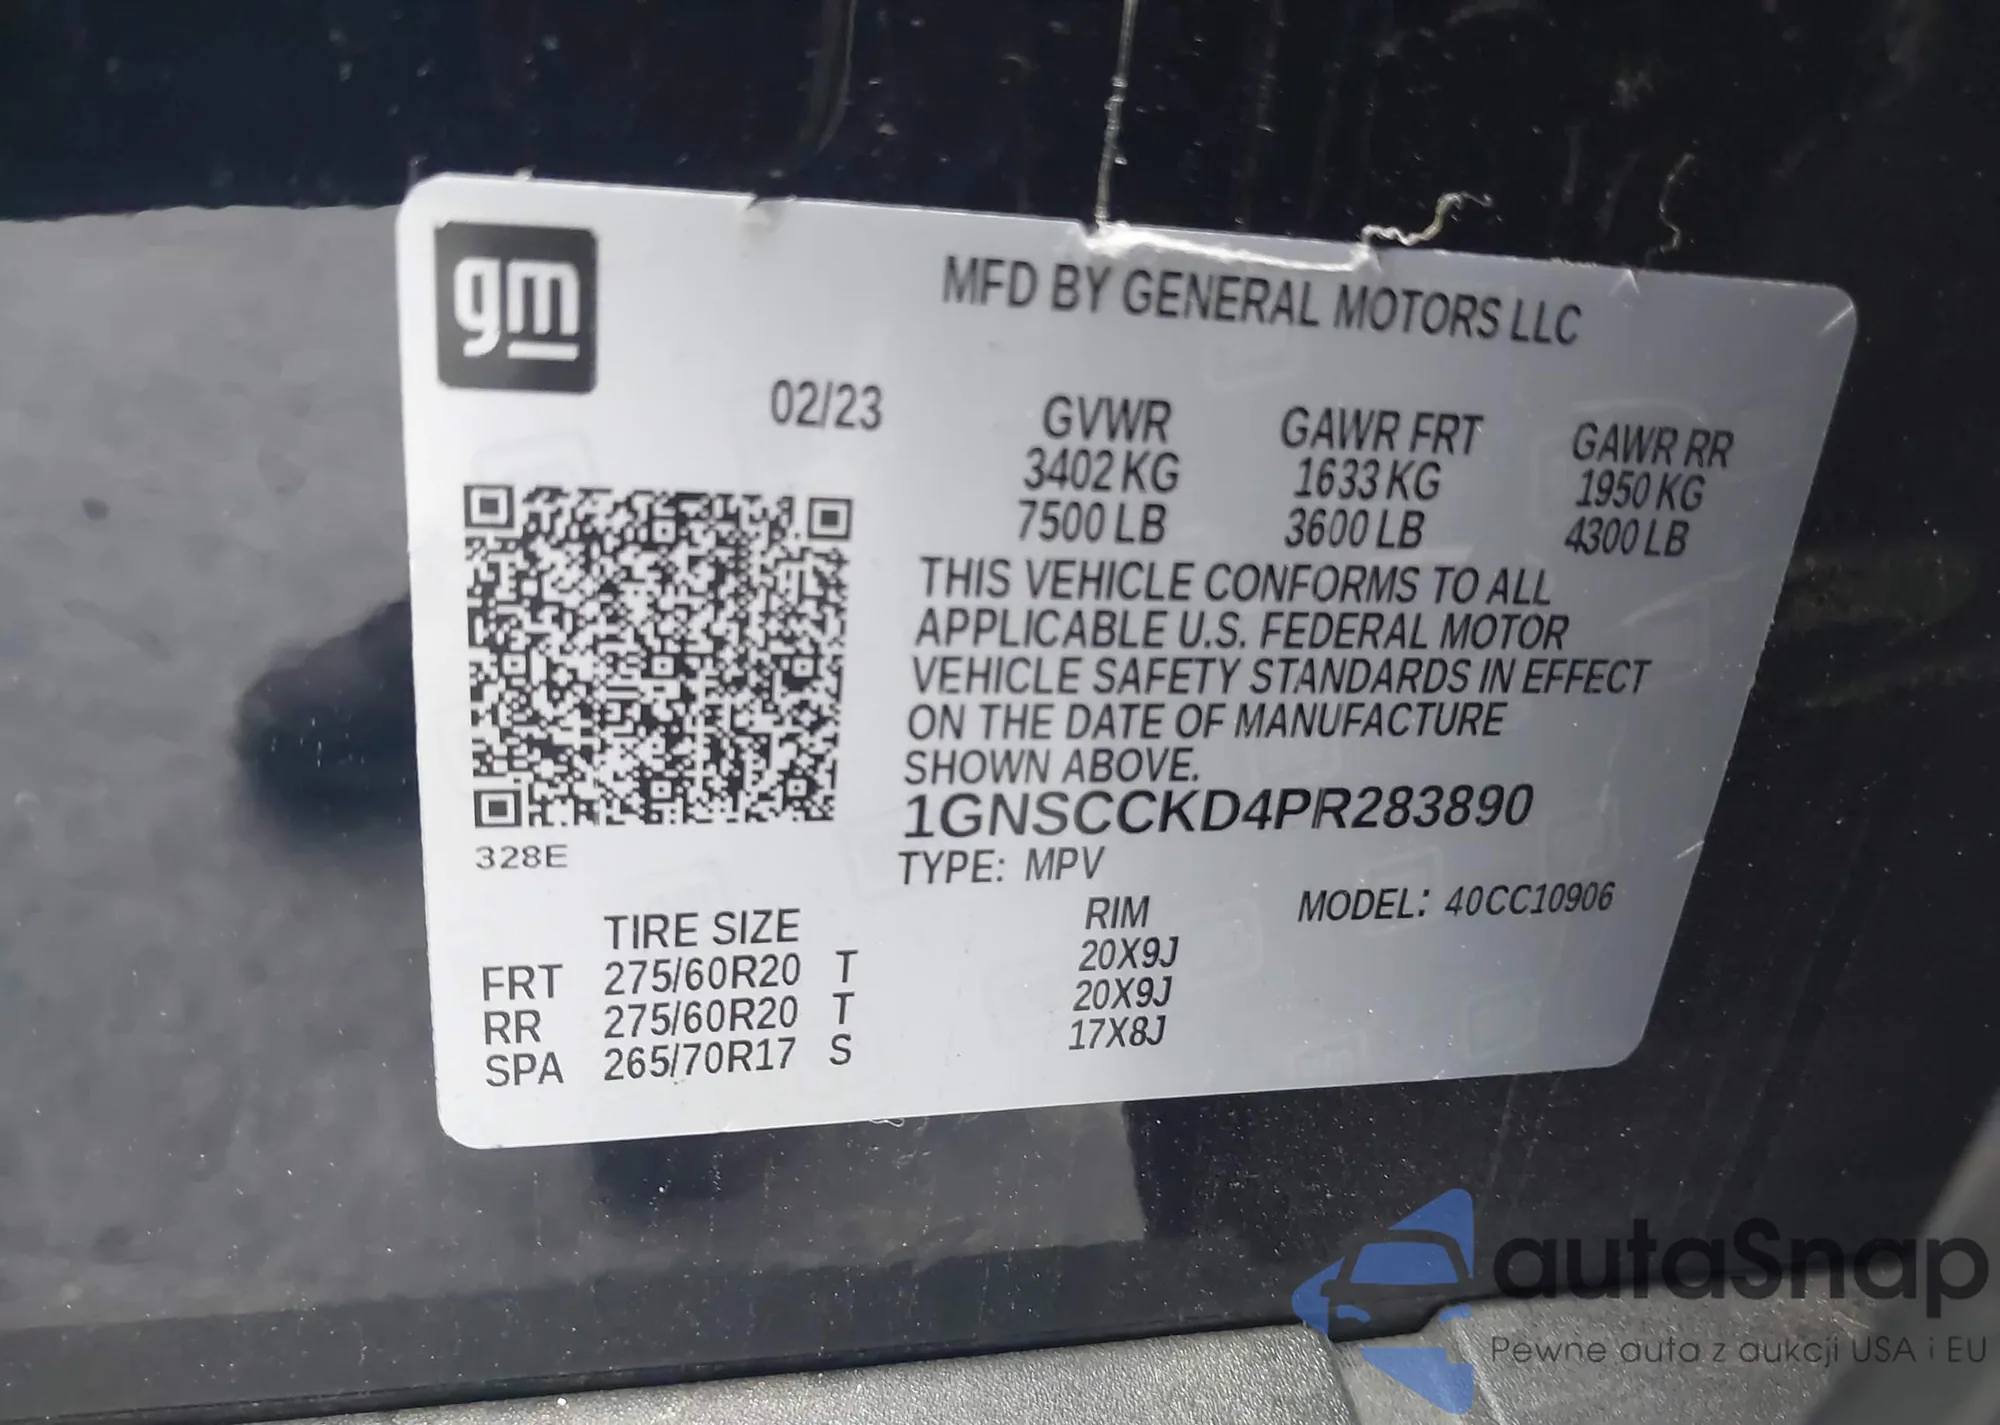 gm
MFD BY GENERAL MOTORS LLC
02/23
GVWR GAWR FRT GAWR RR
3402 KG 1633 KG 1950 KG
7500 LB 3600 LB 4300 LB
THIS VEHICLE CONFORMS TO ALL
APPLICABLE U.S. FEDERAL MOTOR
VEHICLE SAFETY STANDARDS IN EFFECT
ON THE DATE OF MANUFACTURE
SHOWN ABOVE.
1GNSCCKD4PR283890
328E
TYPE: MPV
MODEL: 40CC10906
TIRE SIZE RIM
FRT 275/60R20 T 20X9J
RR 275/60R20 T 20X9J
SPA 265/70R17 S 17X8J
autaSnap
Pewne auta z aukcji USA i EU